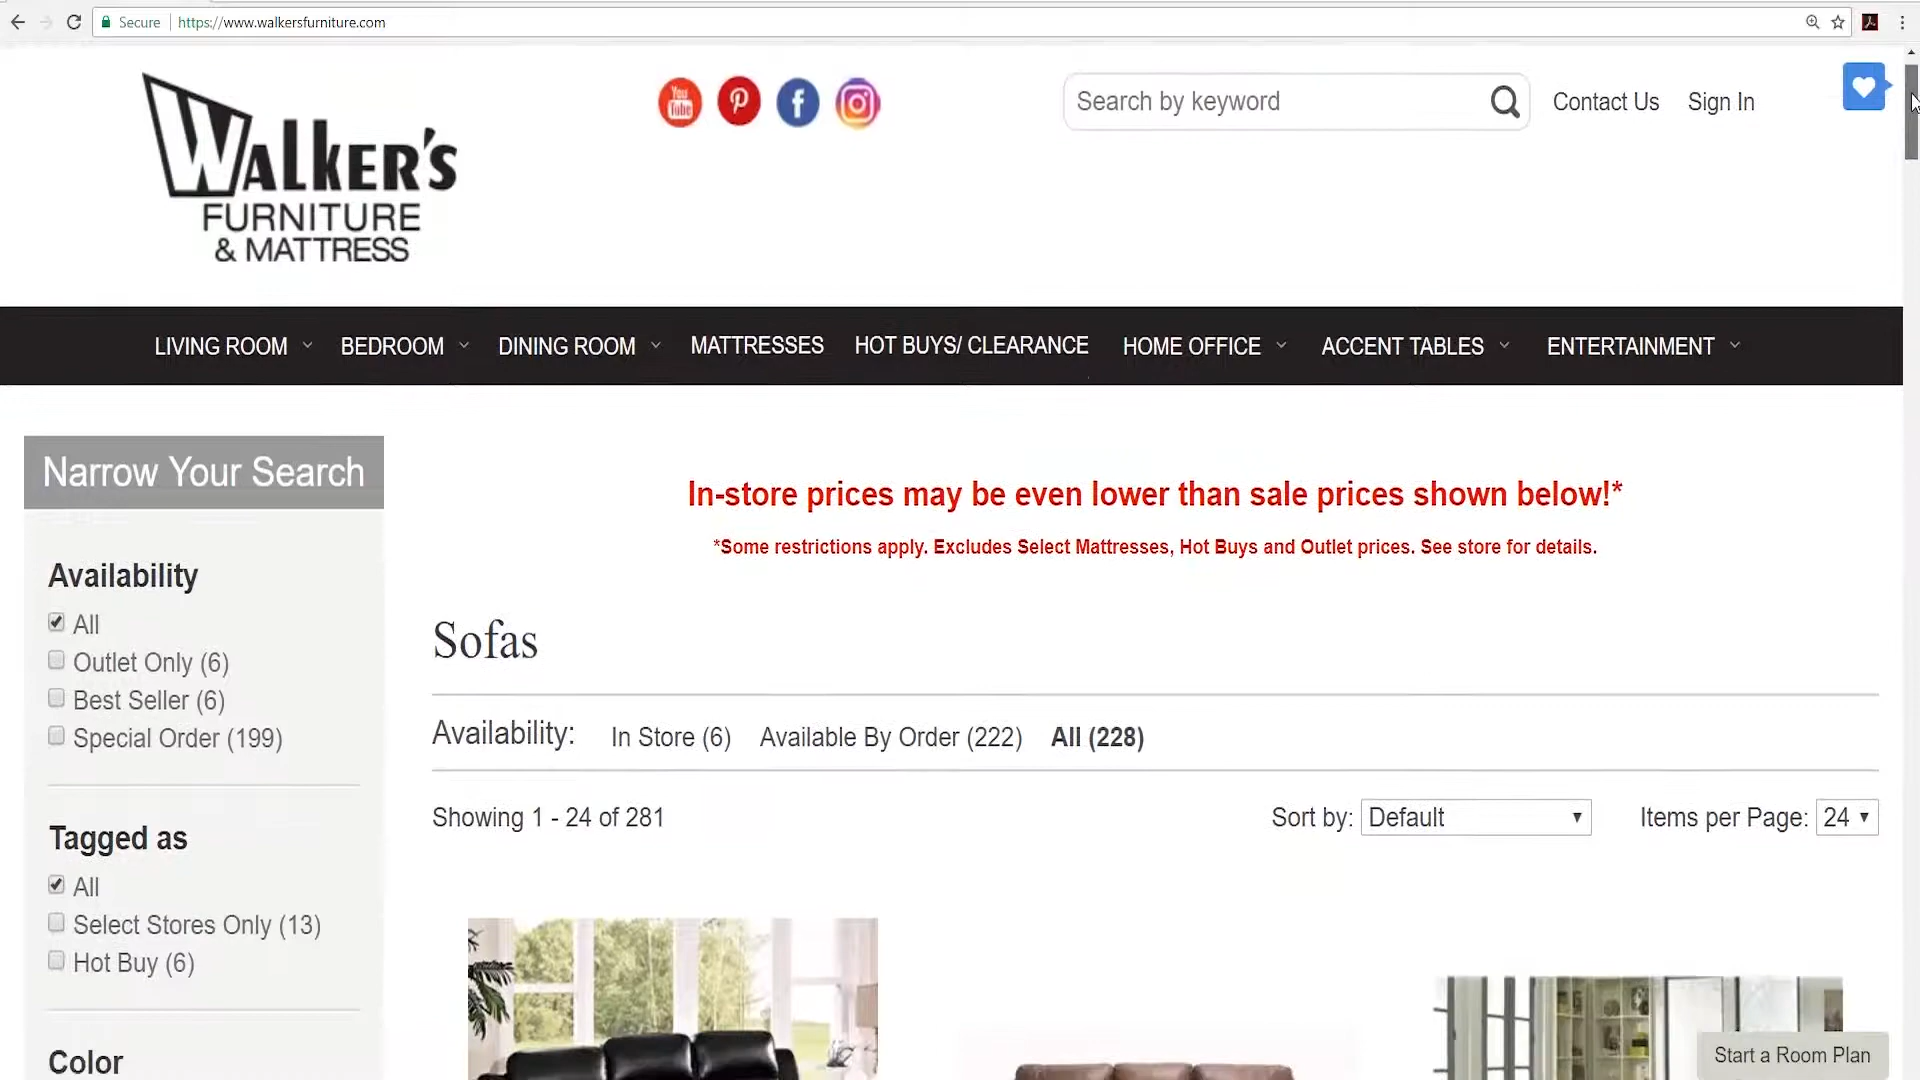 Secure https://www.walkersfurniture.com
WALKER'S
FURNITURE
& MATTRESS
You
Tube
Search by keyword
Contact Us
Sign In
LIVING ROOM
BEDROOM
DINING ROOM
MATTRESSES
HOT BUYS/ CLEARANCE
HOME OFFICE
ACCENT TABLES
ENTERTAINMENT
Narrow Your Search
Availability
All
Outlet Only (6)
Best Seller (6)
Special Order (199)
Tagged as
All
Select Stores Only (13)
Hot Buy (6)
Color
In-store prices may be even lower than sale prices shown below!*
*Some restrictions apply. Excludes Select Mattresses, Hot Buys and Outlet prices. See store for details.
Sofas
Availability: In Store (6) Available By Order (222) All (228)
Showing 1 - 24 of 281
Sort by: Default
Items per Page: 24
Start a Room Plan